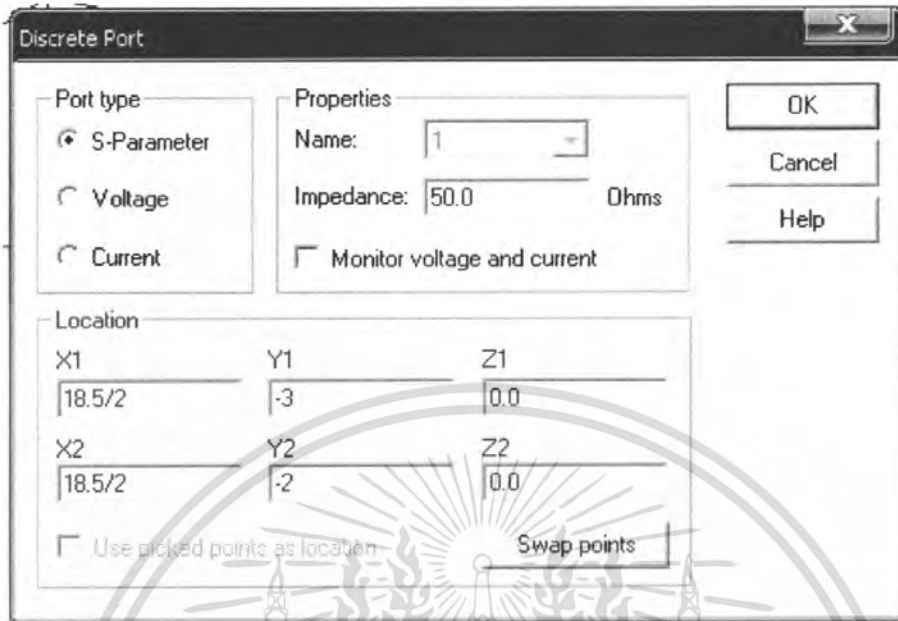 Discrete Port
Port type
S-Parameter
Voltage
Current
Properties
Name: 1
Impedance: 50.0 Ohms
Monitor voltage and current
OK
Cancel
Help
Location
X1 Y1 Z1
18.5/2 -3 0.0
X2 Y2 Z2
18.5/2 -2 0.0
Use picked points as location
Swap points